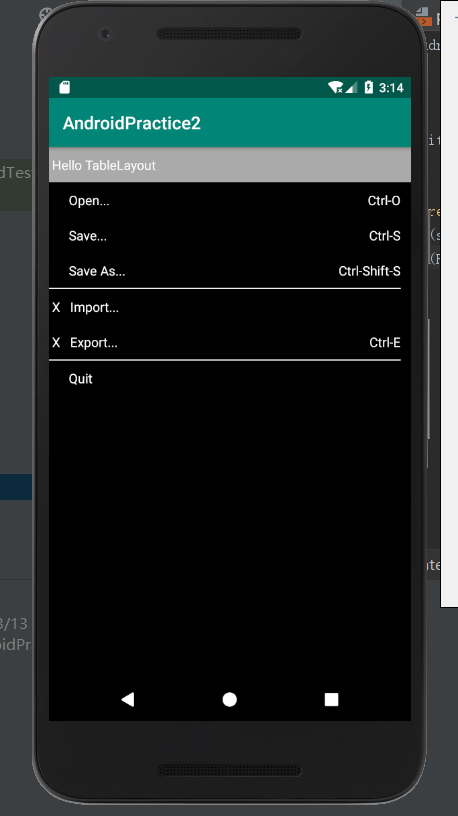 3:14
AndroidPractice2
Hello TableLayout
Open... Ctrl-O
Save... Ctrl-S
Save As... Ctrl-Shift-S
X Import...
X Export... Ctrl-E
Quit